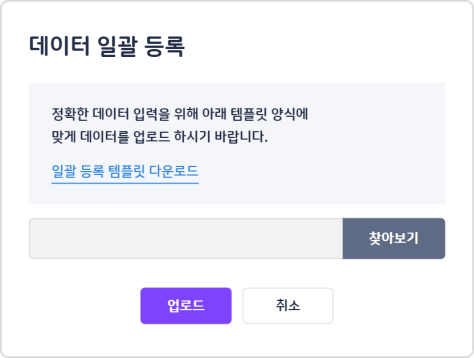 데이터 일괄 등록
정확한 데이터 입력을 위해 아래 템플릿 양식에
맞게 데이터를 업로드 하시기 바랍니다.
일괄 등록 템플릿 다운로드
찾아보기
업로드 취소